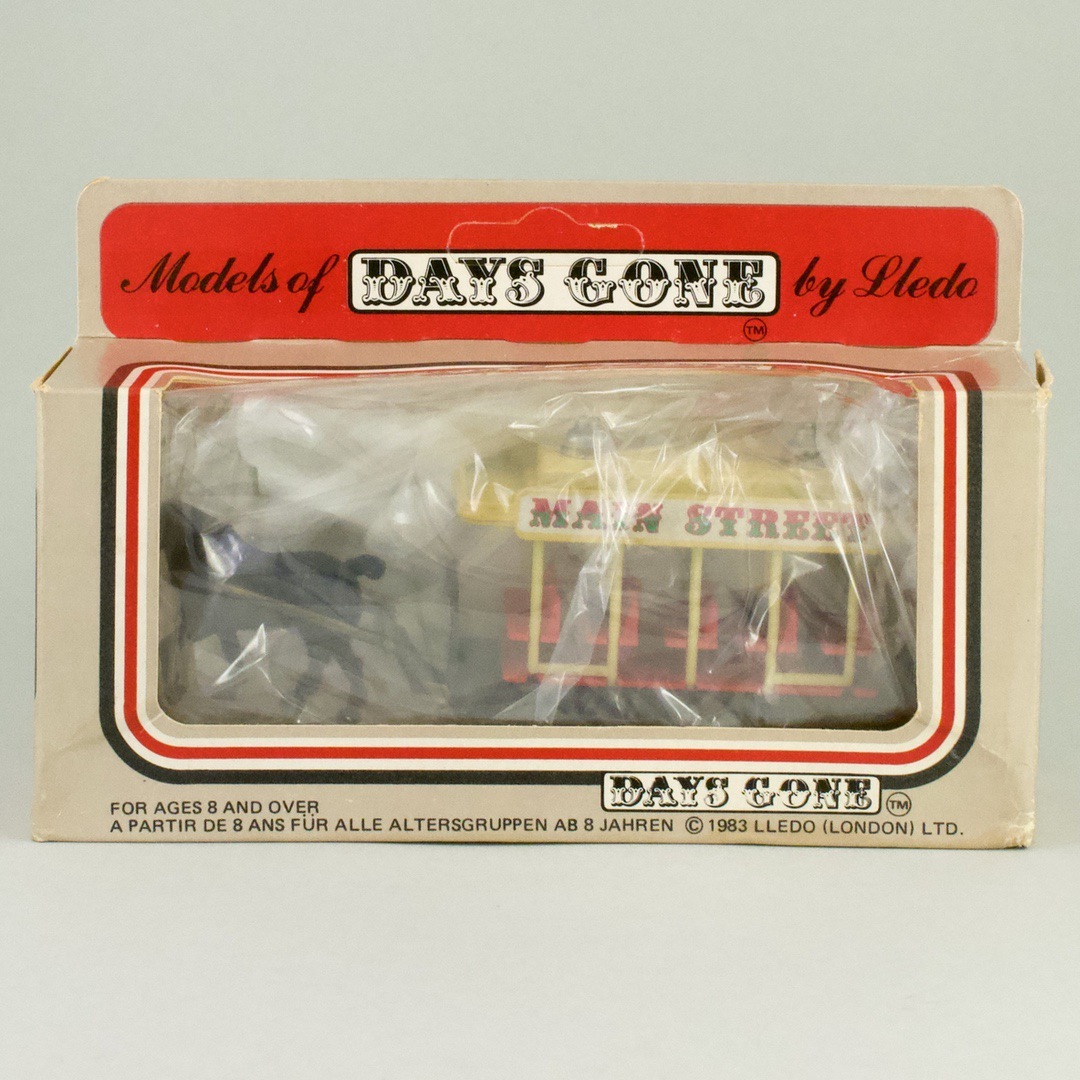 Models of DAYS GONE by Lledo
TM
MAIN STREET
DAYS GONE TM
FOR AGES 8 AND OVER
A PARTIR DE 8 ANS FÜR ALLE ALTERSGRUPPEN AB 8 JAHREN © 1983 LLEDO (LONDON) LTD.